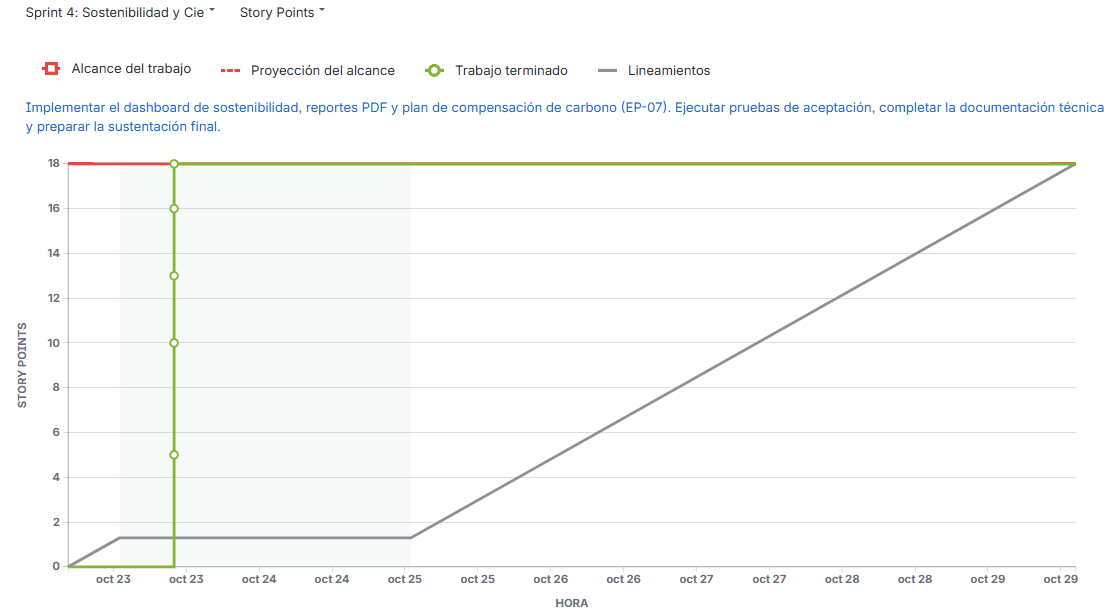 Sprint 4: Sostenibilidad y Cie Story Points
Alcance del trabajo Proyección del alcance Trabajo terminado Lineamientos
Implementar el dashboard de sostenibilidad, reportes PDF y plan de compensación de carbono (EP-07). Ejecutar pruebas de aceptación, completar la documentación técnica
y preparar la sustentación final.
18
16
14
12
10
8
6
4
2
0
STORY POINTS
oct 23 oct 23 oct 24 oct 24 oct 25 oct 25 oct 26 oct 26 oct 27 oct 27 oct 28 oct 28 oct 29 oct 29
HORA